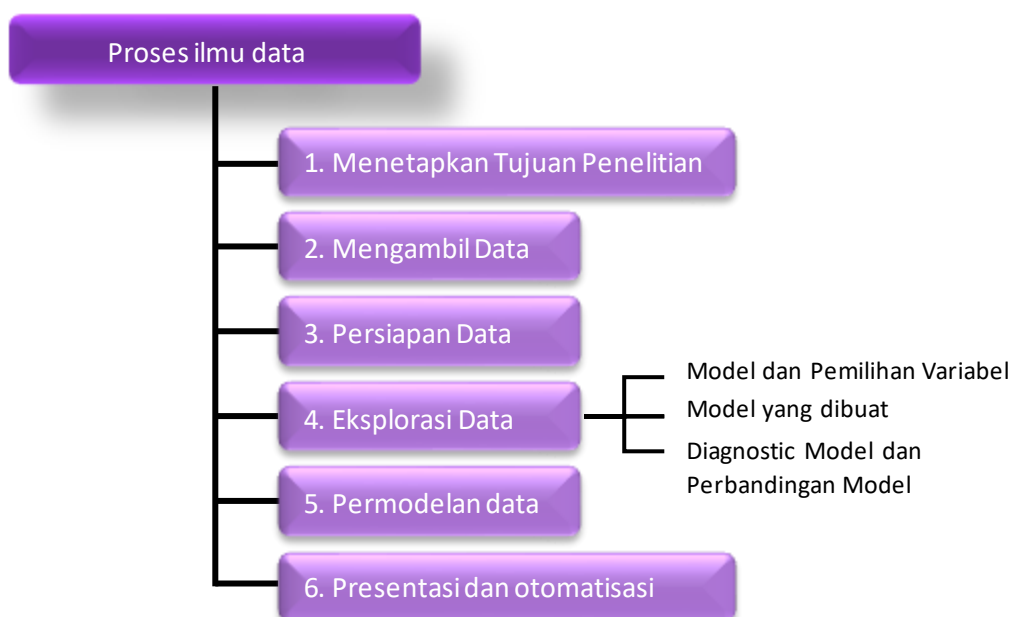 Proses ilmu data
1. Menetapkan Tujuan Penelitian
2. Mengambil Data
3. Persiapan Data
4. Eksplorasi Data
Model dan Pemilihan Variabel
Model yang dibuat
Diagnostic Model dan
Perbandingan Model
5. Permodelan data
6. Presentasi dan otomatisasi